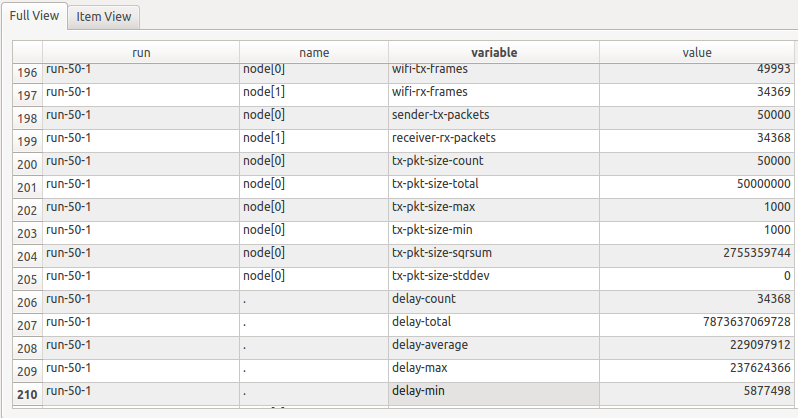 Full View Item View
run name variable value
196 run-50-1 node[0] wifi-tx-frames 49993
197 run-50-1 node[1] wifi-rx-frames 34369
198 run-50-1 node[0] sender-tx-packets 50000
199 run-50-1 node[1] receiver-rx-packets 34368
200 run-50-1 node[0] tx-pkt-size-count 50000
201 run-50-1 node[0] tx-pkt-size-total 50000000
202 run-50-1 node[0] tx-pkt-size-max 1000
203 run-50-1 node[0] tx-pkt-size-min 1000
204 run-50-1 node[0] tx-pkt-size-sqrsum 2755359744
205 run-50-1 node[0] tx-pkt-size-stddev 0
206 run-50-1 . delay-count 34368
207 run-50-1 . delay-total 7873637069728
208 run-50-1 . delay-average 229097912
209 run-50-1 . delay-max 237624366
210 run-50-1 . delay-min 5877498